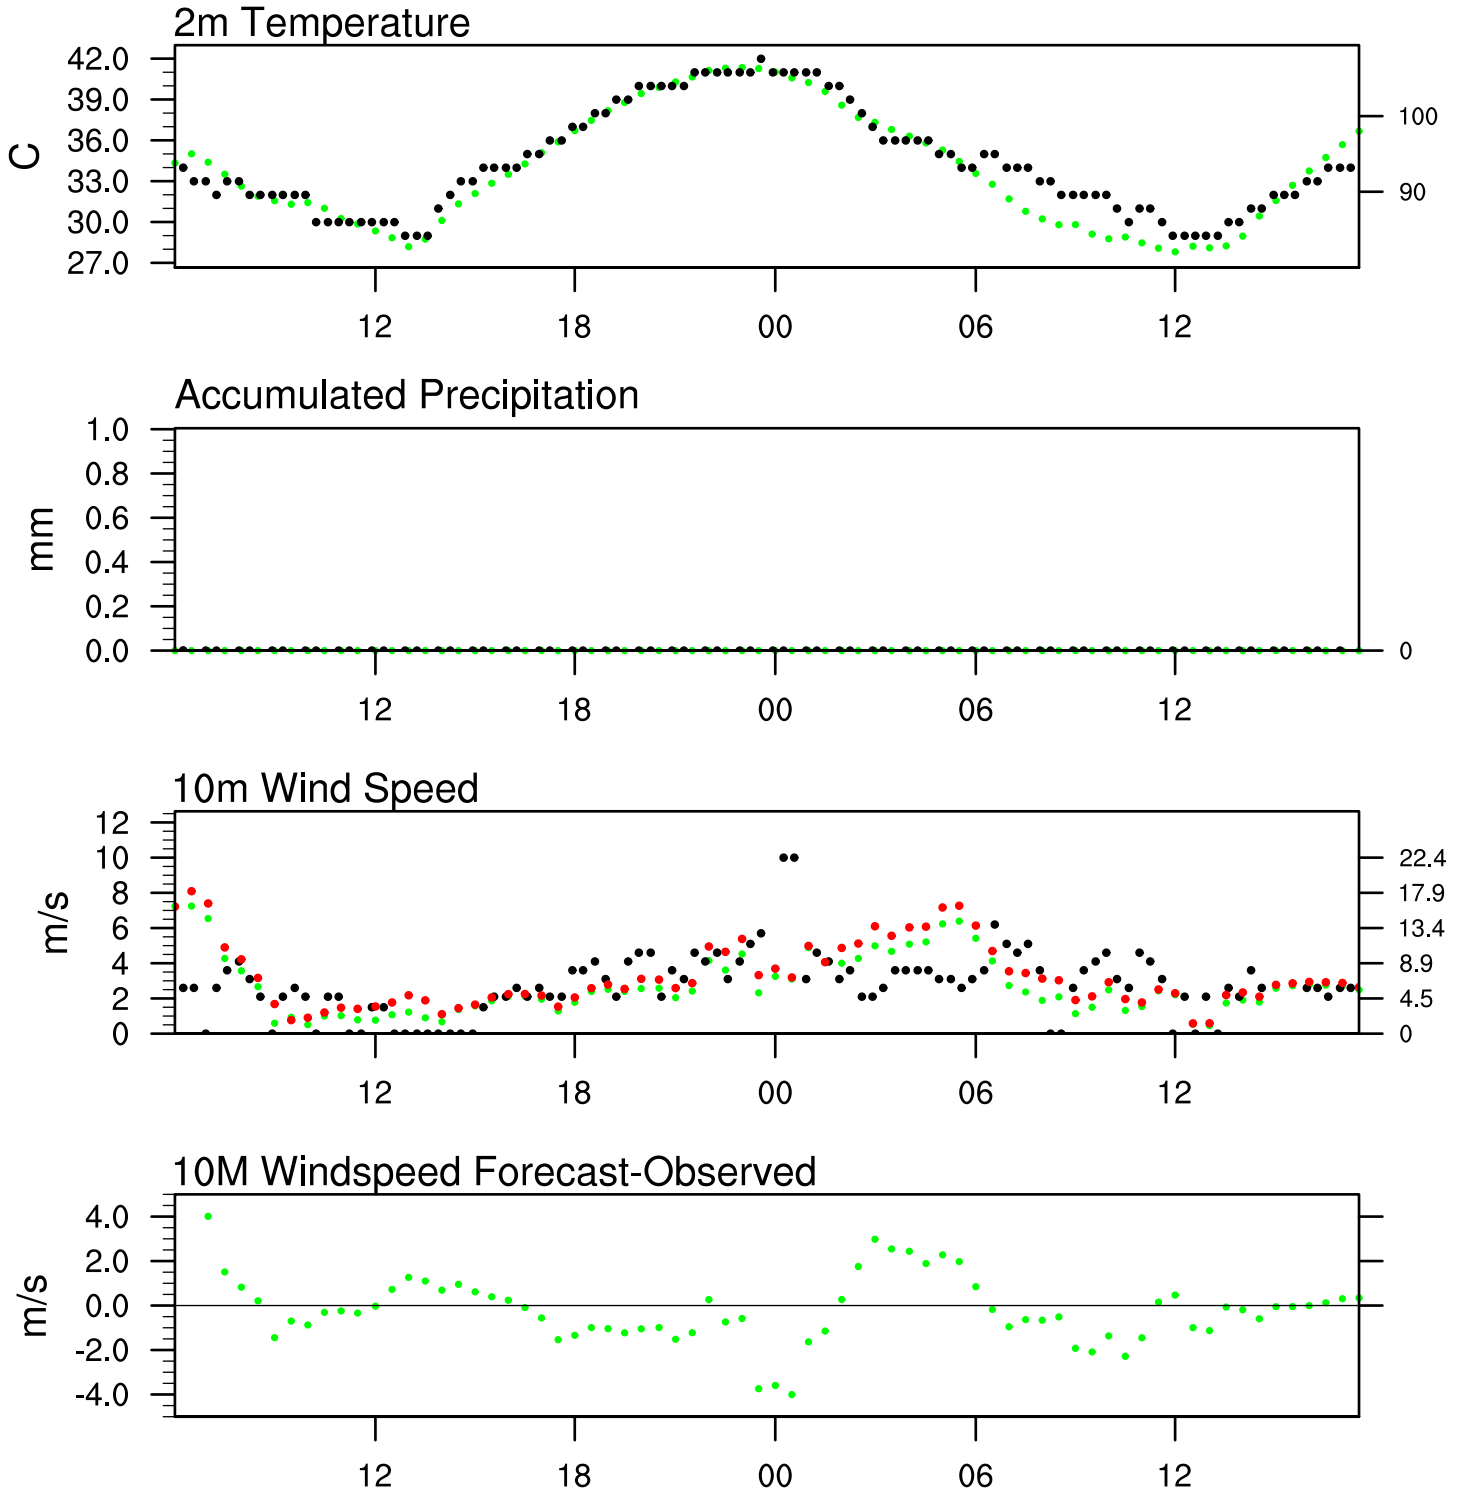 2m Temperature
42.0
39.0
36.0
33.0
30.0
27.0
C
100
90
12 18 00 06 12
Accumulated Precipitation
1.0
0.8
0.6
0.4
0.2
0.0
mm
0
12 18 00 06 12
10m Wind Speed
12
10
8
6
4
2
0
m/s
22.4
17.9
13.4
8.9
4.5
0
12 18 00 06 12
10M Windspeed Forecast-Observed
4.0
2.0
0.0
-2.0
-4.0
m/s
12 18 00 06 12